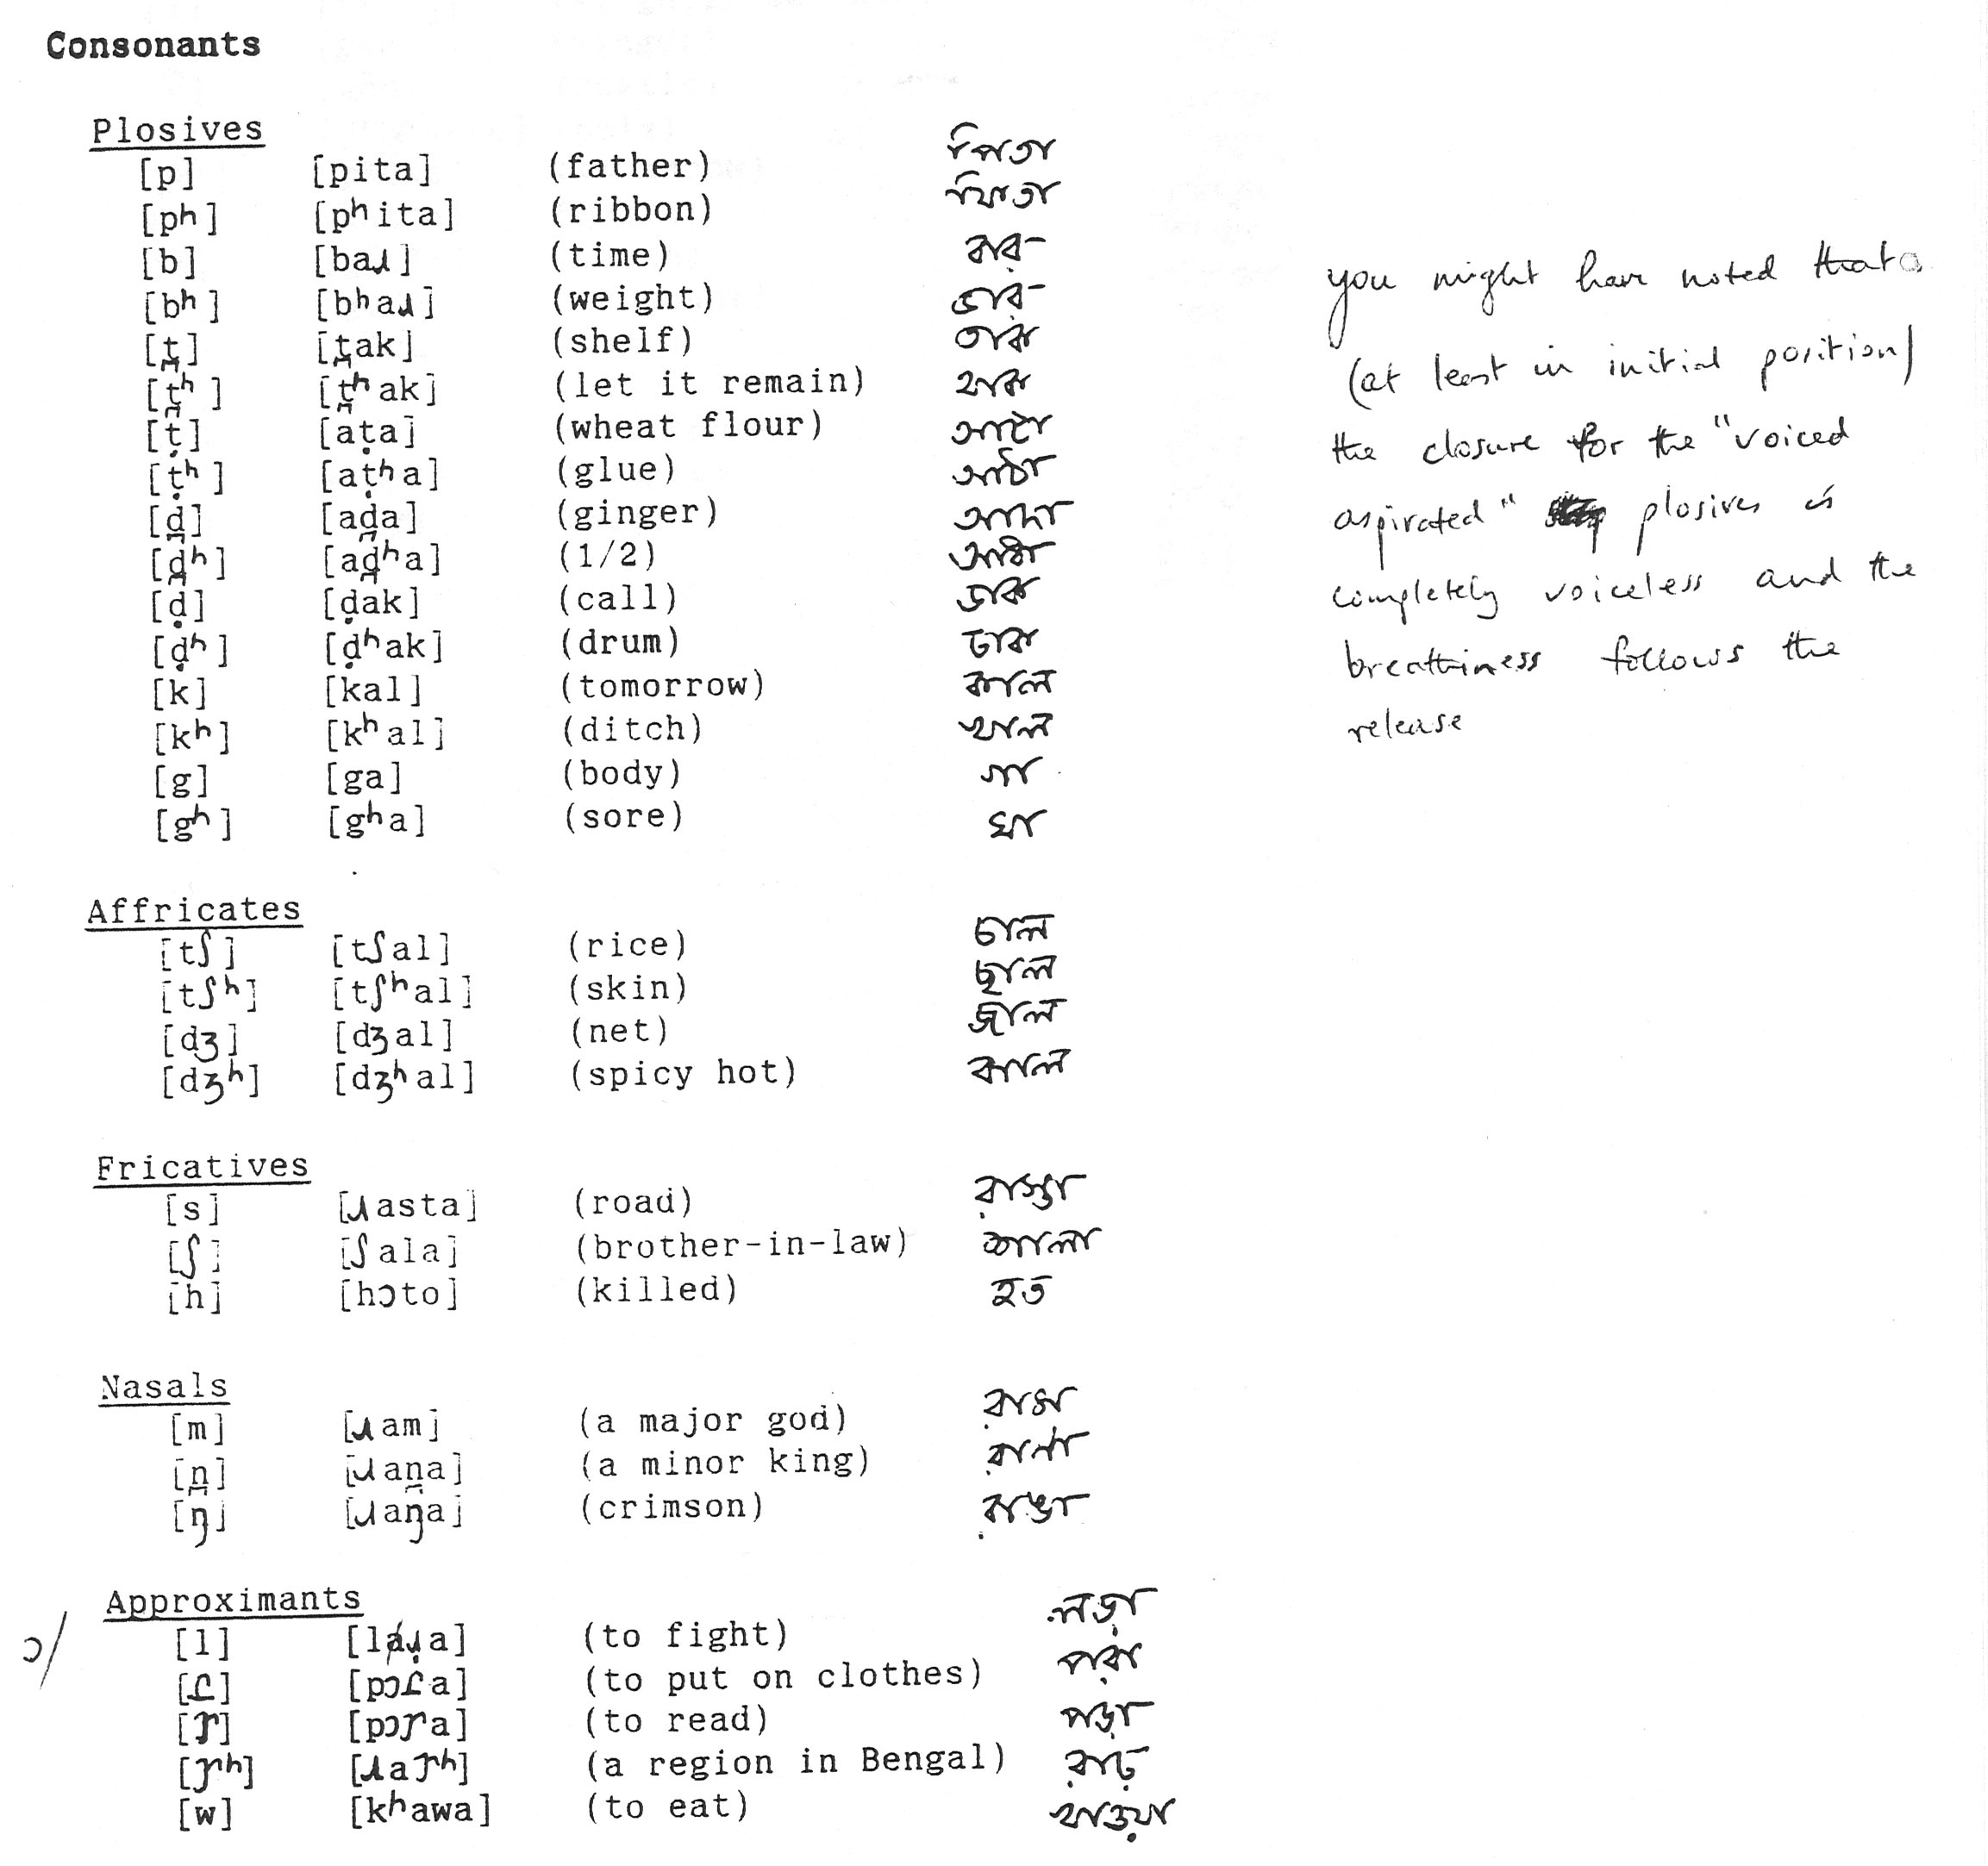 Consonants
Plosives
[p] [pita] (father) পিতা
[pʰ] [pʰita] (ribbon) ফিতা
[b] [baɹ] (time) বার
[bʰ] [bʰaɹ] (weight) ভার
[t̪] [t̪ak] (shelf) তাক
[t̪ʰ] [t̪ʰak] (let it remain) থাক
[ṭ] [aṭa] (wheat flour) আটা
[ṭʰ] [aṭʰa] (glue) আঠা
[d̪] [ad̪a] (ginger) আদা
[d̪ʰ] [ad̪ʰa] (1/2) আধা
[ḍ] [ḍak] (call) ডাক
[ḍʰ] [ḍʰak] (drum) ঢাক
[k] [kal] (tomorrow) কাল
[kʰ] [kʰal] (ditch) খাল
[g] [ga] (body) গা
[gʰ] [gʰa] (sore) ঘা
you might have noted that
(at least in initial position)
the closure for the "voiced
aspirated" plosives is
completely voiceless and the
breathiness follows the
release
Affricates
[tʃ] [tʃal] (rice) চাল
[tʃʰ] [tʃʰal] (skin) ছাল
[dʒ] [dʒal] (net) জাল
[dʒʰ] [dʒʰal] (spicy hot) ঝাল
Fricatives
[s] [ɹasta] (road) রাস্তা
[ʃ] [ʃala] (brother-in-law) শালা
[h] [hɔto] (killed) হত
Nasals
[m] [ɹam] (a major god) রাম
[n̪] [ɹan̪a] (a minor king) রানা
[ŋ] [ɹaŋa] (crimson) রাঙা
Approximants
ɔ/ [l] [laɹ̣a] (to fight) লড়া
[ɾ] [pɔɾa] (to put on clothes) পরা
[ɽ] [pɔɽa] (to read) পড়া
[ɽʰ] [ɹaɽʰ] (a region in Bengal) রাঢ়
[w] [kʰawa] (to eat) খাওয়া